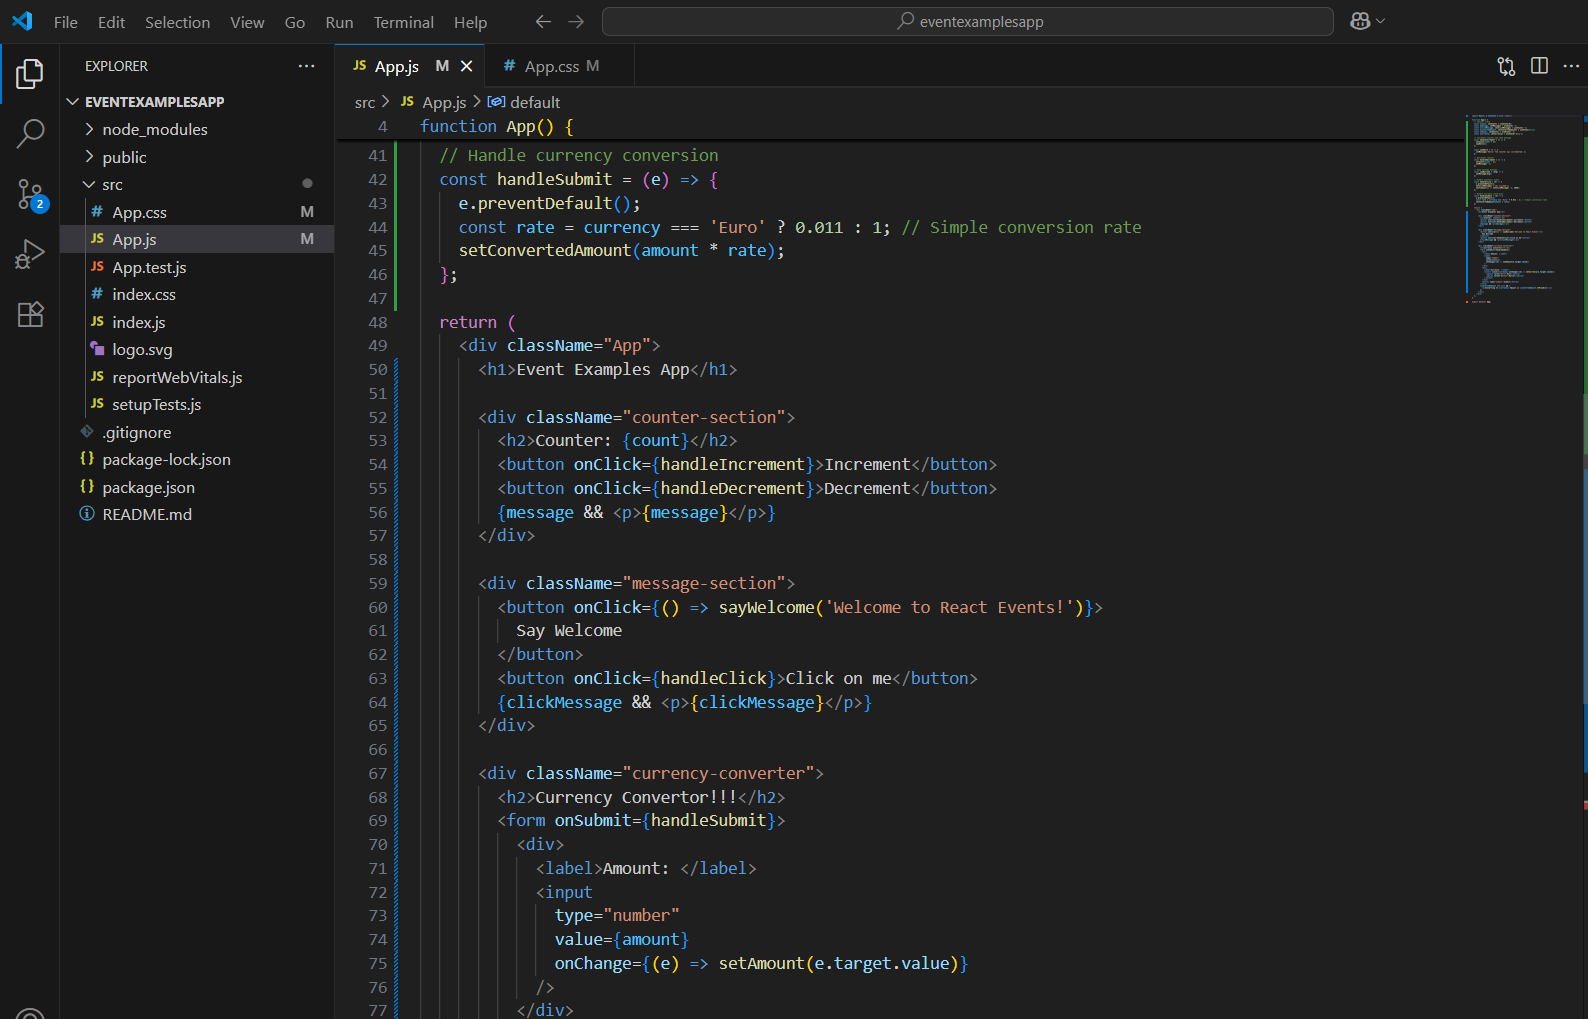 File Edit Selection View Go Run Terminal Help eventexamplesapp
EXPLORER
EVENTEXAMPLESAPP
node_modules
public
src
# App.css M
JS App.js M
JS App.test.js
# index.css
JS index.js
logo.svg
JS reportWebVitals.js
JS setupTests.js
.gitignore
{} package-lock.json
{} package.json
README.md
2
JS App.js M
# App.css M
src > JS App.js > default
4 function App() {
41 // Handle currency conversion
42 const handleSubmit = (e) => {
43 e.preventDefault();
44 const rate = currency === 'Euro' ? 0.011 : 1; // Simple conversion rate
45 setConvertedAmount(amount * rate);
46 };
47
48 return (
49 <div className="App">
50 <h1>Event Examples App</h1>
51
52 <div className="counter-section">
53 <h2>Counter: {count}</h2>
54 <button onClick={handleIncrement}>Increment</button>
55 <button onClick={handleDecrement}>Decrement</button>
56 {message && <p>{message}</p>}
57 </div>
58
59 <div className="message-section">
60 <button onClick={() => sayWelcome('Welcome to React Events!')}>
61 Say Welcome
62 </button>
63 <button onClick={handleClick}>Click on me</button>
64 {clickMessage && <p>{clickMessage}</p>}
65 </div>
66
67 <div className="currency-converter">
68 <h2>Currency Convertor!!!</h2>
69 <form onSubmit={handleSubmit}>
70 <div>
71 <label>Amount: </label>
72 <input
73 type="number"
74 value={amount}
75 onChange={(e) => setAmount(e.target.value)}
76 />
77 </div>